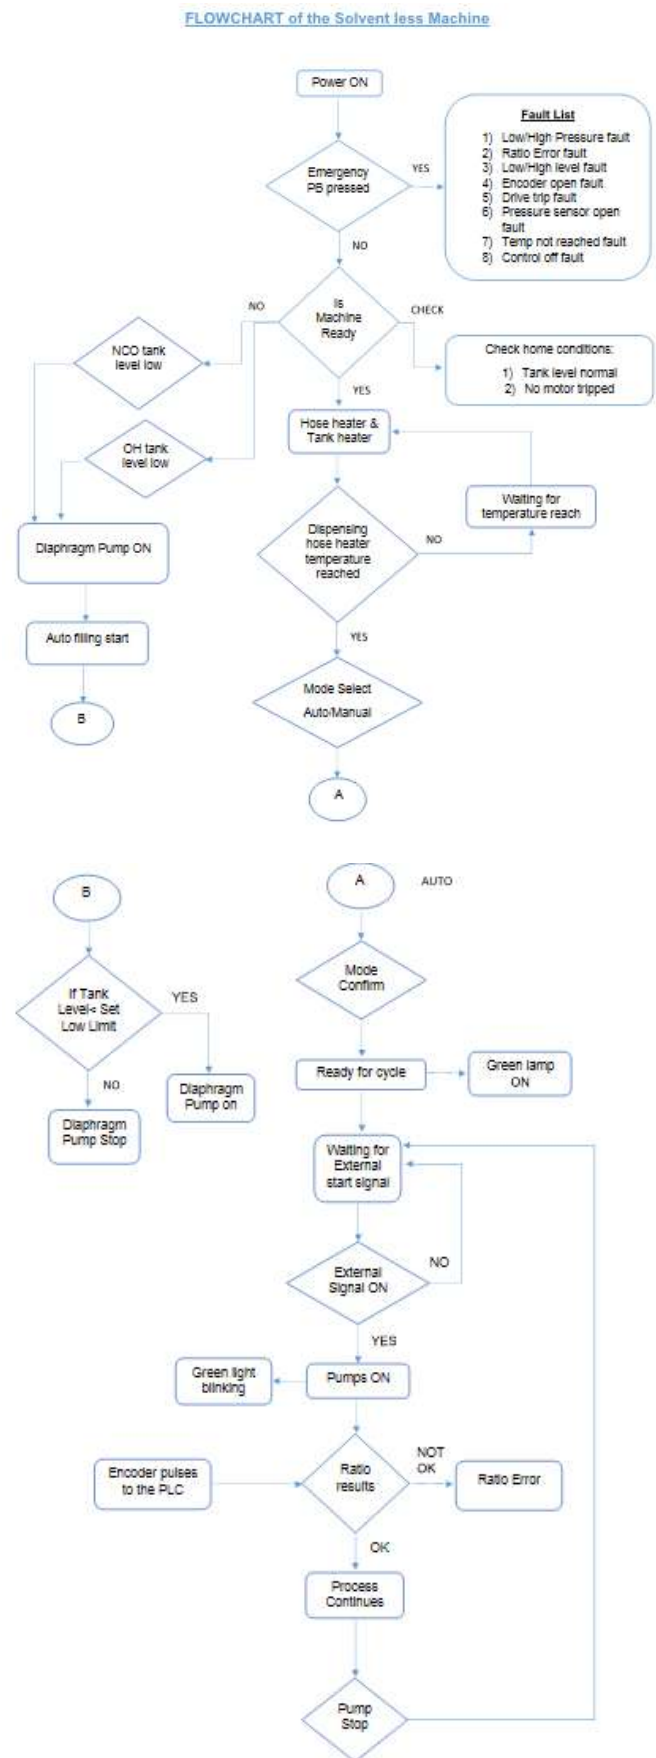 FLOWCHART of the Solvent less Machine
Power ON
Emergency
PB pressed
YES
Fault List
1) Low/High Pressure fault
2) Ratio Error fault
3) Low/High level fault
4) Encoder open fault
5) Drive trip fault
6) Pressure sensor open
fault
7) Temp not reached fault
8) Control off fault
NO
Is
Machine
Ready
NO
CHECK
NCO tank
level low
Check home conditions:
1) Tank level normal
2) No motor tripped
YES
Hose heater &
Tank heater
OH tank
level low
Waiting for
temperature reach
Dispensing
hose heater
temperature
reached
NO
Diaphragm Pump ON
Auto filling start
YES
Mode Select
Auto/Manual
B
A
B
A
AUTO
If Tank
Level< Set
Low Limit
YES
NO
Diaphragm
Pump on
Diaphragm
Pump Stop
Mode
Confirm
Ready for cycle
Green lamp
ON
Waiting for
External
start signal
External
Signal ON
NO
YES
Green light
blinking
Pumps ON
Encoder pulses
to the PLC
Ratio
results
NOT
OK
Ratio Error
OK
Process
Continues
Pump
Stop